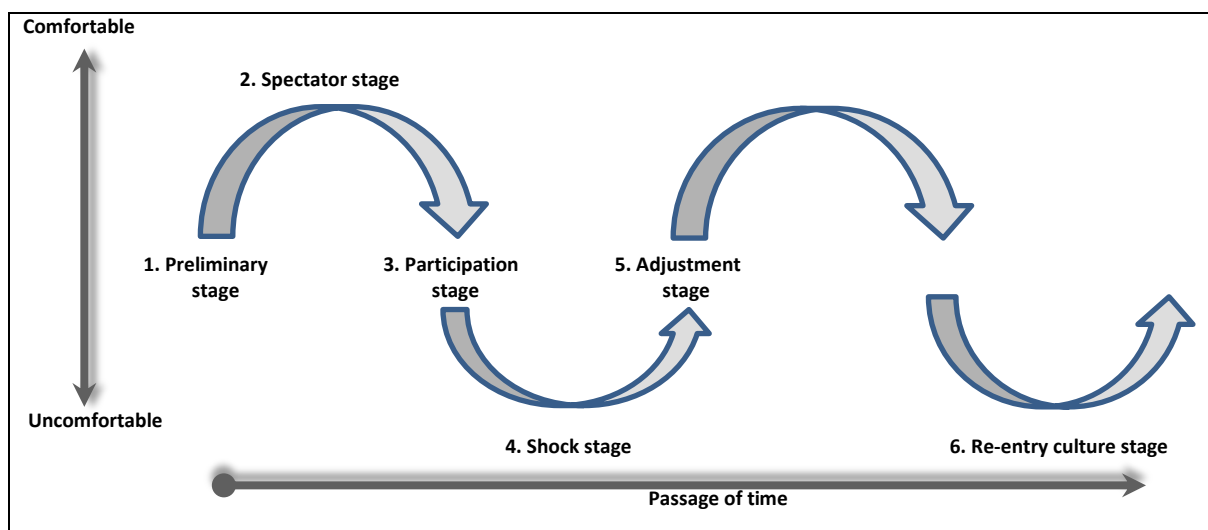 Comfortable
2. Spectator stage
1. Preliminary
stage
3. Participation
stage
5. Adjustment
stage
Uncomfortable
4. Shock stage
6. Re-entry culture stage
Passage of time